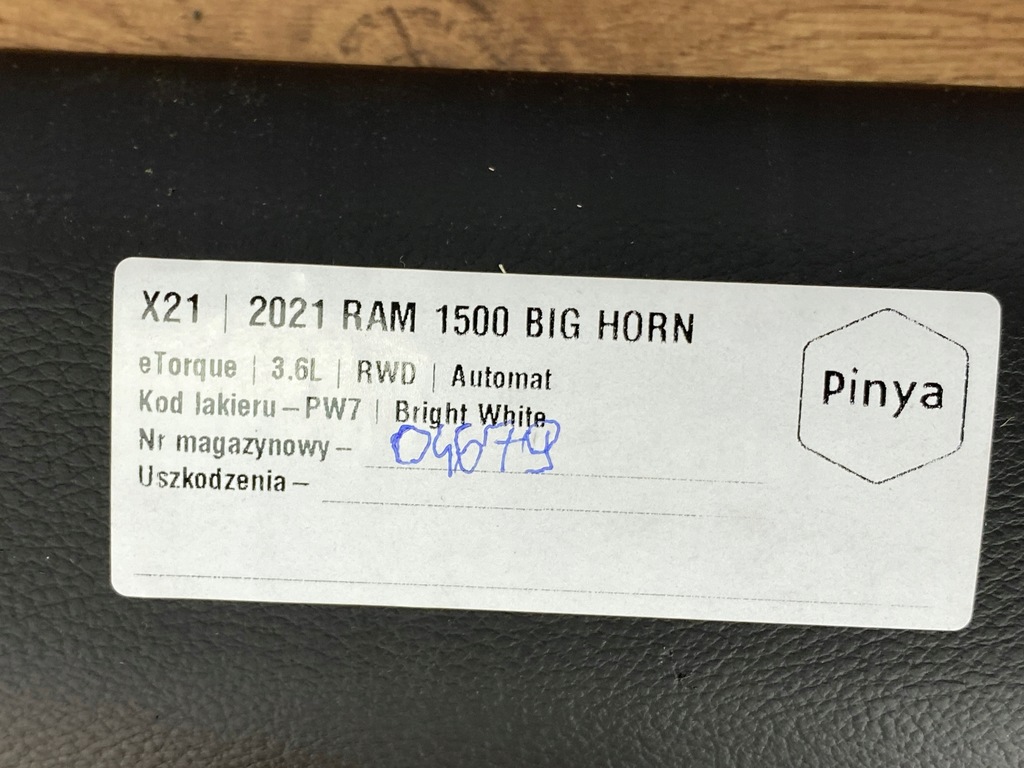 X21 | 2021 RAM 1500 BIG HORN
eTorque | 3.6L | RWD | Automat
Kod lakieru – PW7 | Bright White
Nr magazynowy – 04679
Uszkodzenia –
Pinya